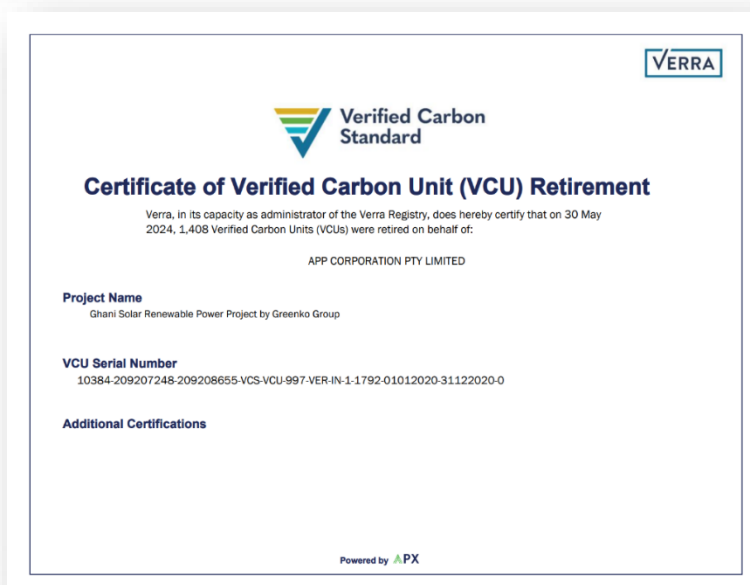 VERRA
Verified Carbon
Standard
Certificate of Verified Carbon Unit (VCU) Retirement
Verra, in its capacity as administrator of the Verra Registry, does hereby certify that on 30 May
2024, 1,408 Verified Carbon Units (VCUs) were retired on behalf of:
APP CORPORATION PTY LIMITED
Project Name
Ghani Solar Renewable Power Project by Greenko Group
VCU Serial Number
10384-209207248-209208655-VCS-VCU-997-VER-IN-1-1792-01012020-31122020-0
Additional Certifications
Powered by APX